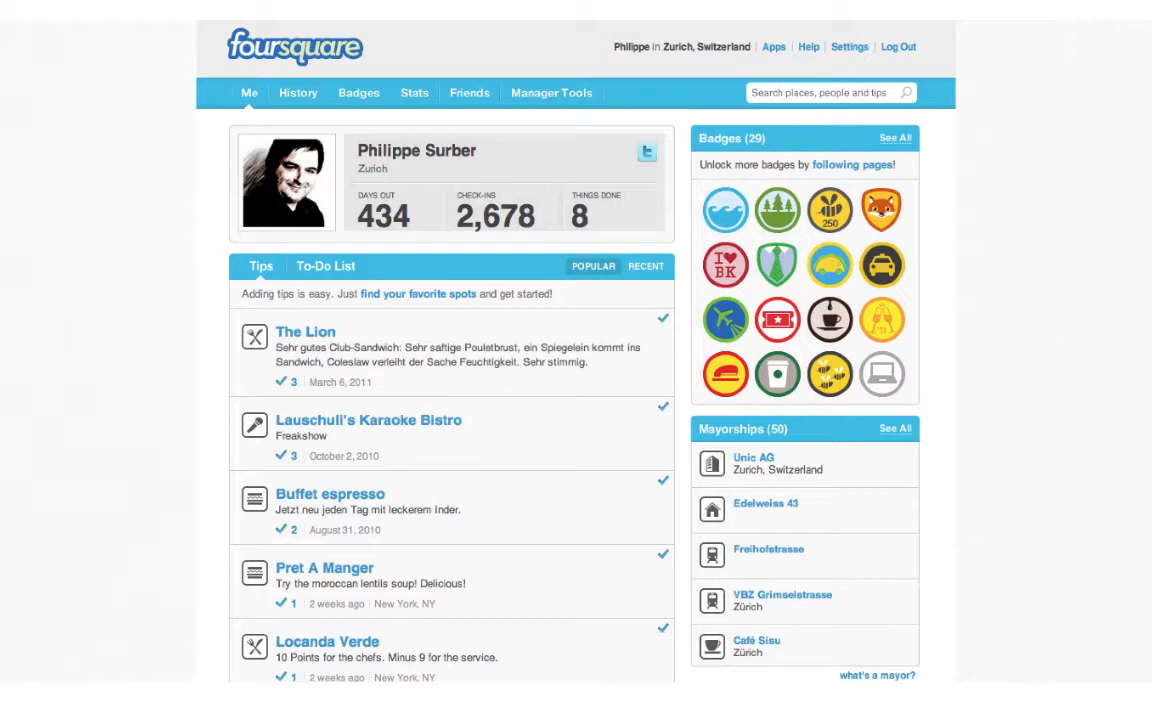 foursquare
Philippe in Zurich, Switzerland | Apps | Help | Settings | Log Out
Me History Badges Stats Friends Manager Tools
Search places, people and tips
Philippe Surber
Zurich
DAYS OUT CHECK-INS THINGS DONE
434 2,678 8
Tips To-Do List POPULAR RECENT
Adding tips is easy. Just find your favorite spots and get started!
The Lion
Sehr gutes Club-Sandwich: Sehr saftige Pouletbrust, ein Spiegelein kommt ins
Sandwich, Coleslaw verleiht der Sache Feuchtigkeit. Sehr stimmig.
3 March 6, 2011
Lauschuli's Karaoke Bistro
Freakshow
3 October 2, 2010
Buffet espresso
Jetzt neu jeden Tag mit leckerem Inder.
2 August 31, 2010
Pret A Manger
Try the moroccan lentils soup! Delicious!
1 2 weeks ago New York, NY
Locanda Verde
10 Points for the chefs. Minus 9 for the service.
1 2 weeks ago New York, NY
Badges (29) See All
Unlock more badges by following pages!
250
I ♥
BK
Mayorships (50) See All
Unic AG
Zurich, Switzerland
Edelweiss 43
Freihofstrasse
VBZ Grimselstrasse
Zürich
Café Sisu
Zürich
what's a mayor?